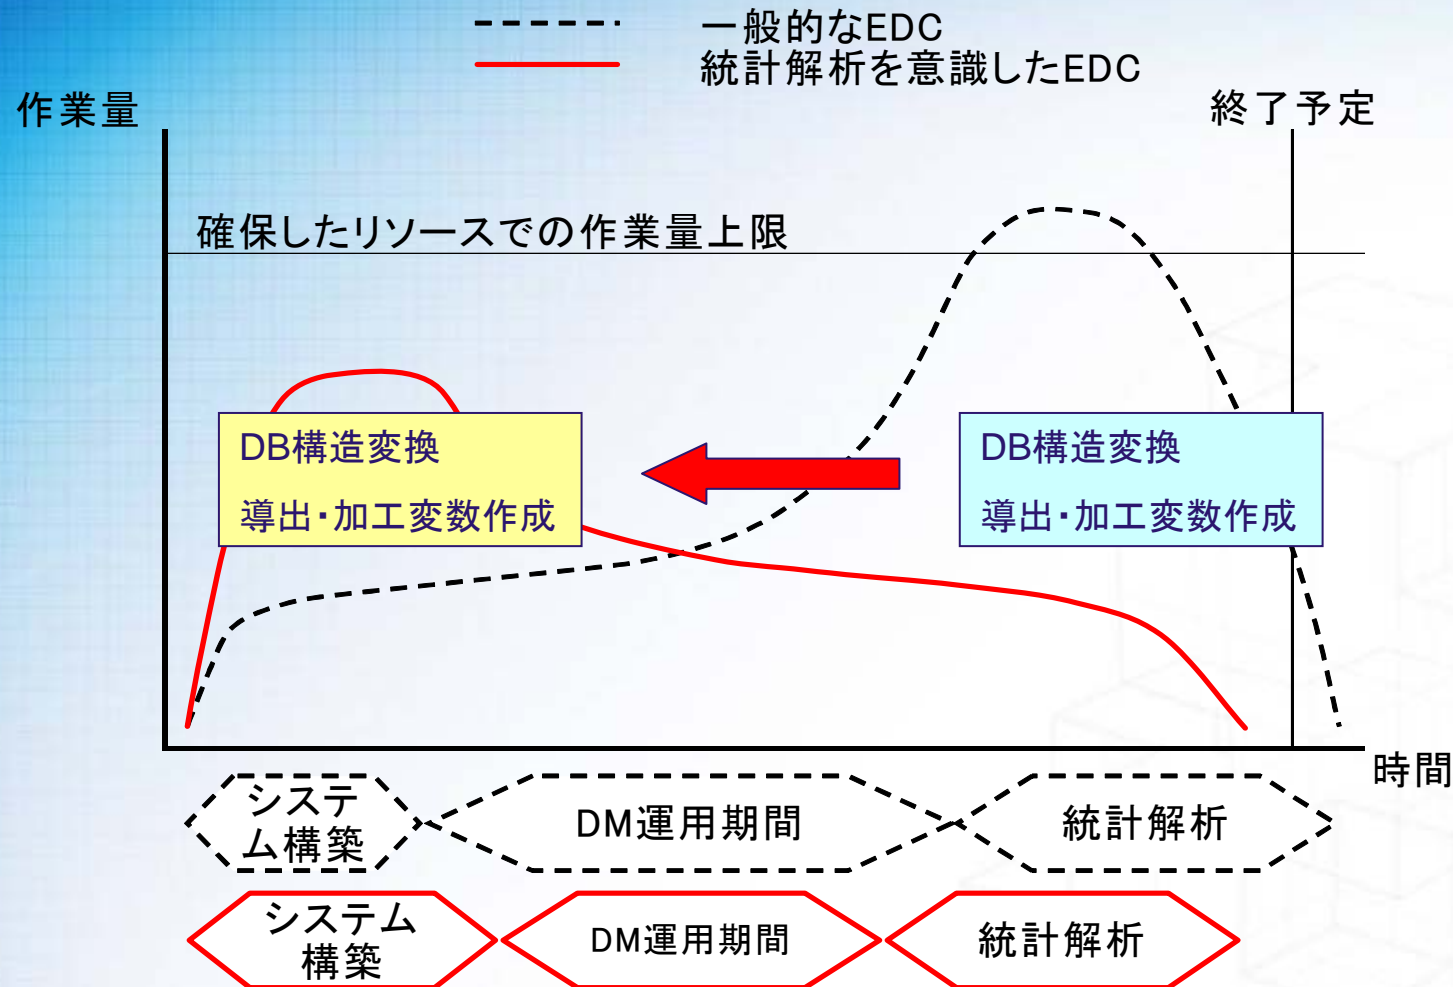 一般的なEDC
統計解析を意識したEDC
作業量
終了予定
確保したリソースでの作業量上限
DB構造変換
導出・加工変数作成
DB構造変換
導出・加工変数作成
時間
システ
ム構築
DM運用期間
統計解析
システム
構築
DM運用期間
統計解析